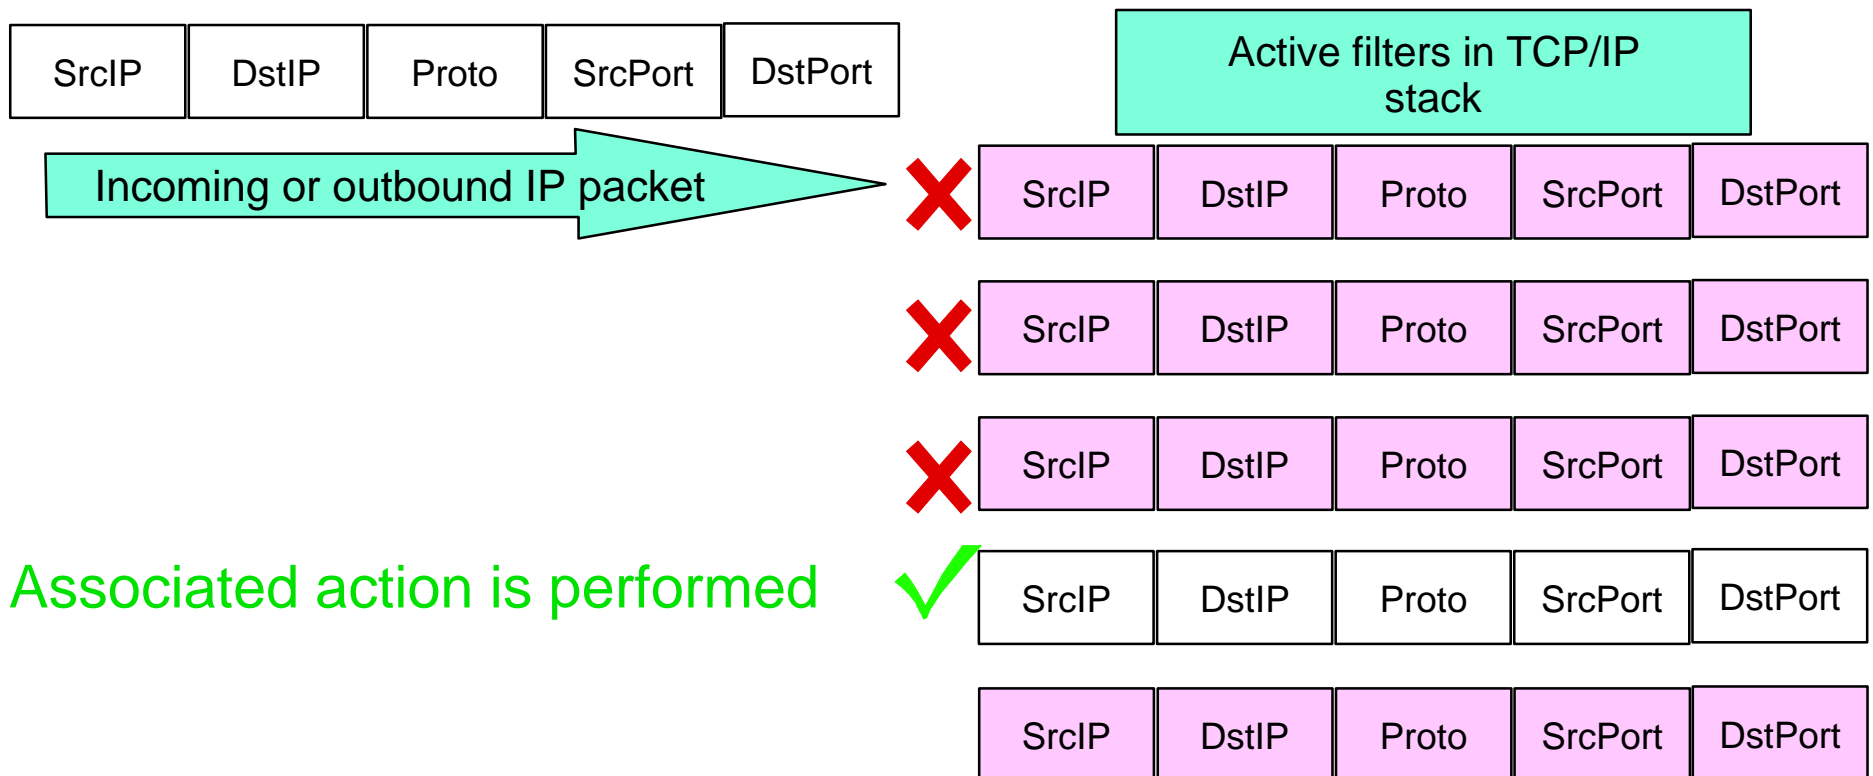 SrcIP DstIP Proto SrcPort DstPort
Active filters in TCP/IP
stack
Incoming or outbound IP packet
SrcIP DstIP Proto SrcPort DstPort
SrcIP DstIP Proto SrcPort DstPort
SrcIP DstIP Proto SrcPort DstPort
Associated action is performed
SrcIP DstIP Proto SrcPort DstPort
SrcIP DstIP Proto SrcPort DstPort